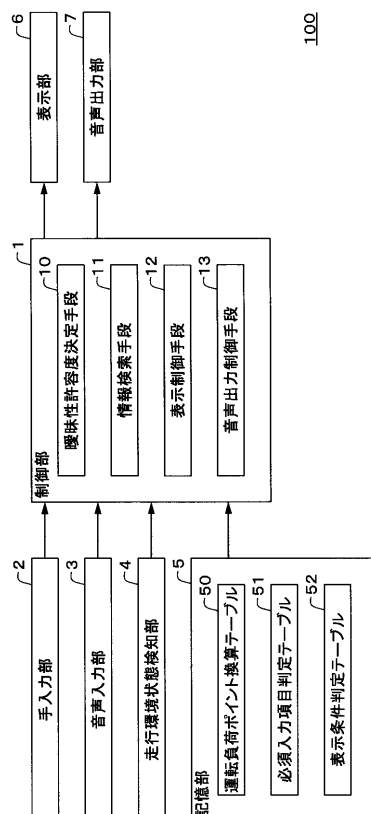 100
2
手入力部
3
音声入力部
4
走行環境状態検知部
5
記憶部
50
運転負荷ポイント換算テーブル
51
必須入力項目判定テーブル
52
表示条件判定テーブル
1
制御部
10
曖昧性許容度決定手段
11
情報検索手段
12
表示制御手段
13
音声出力制御手段
6
表示部
7
音声出力部